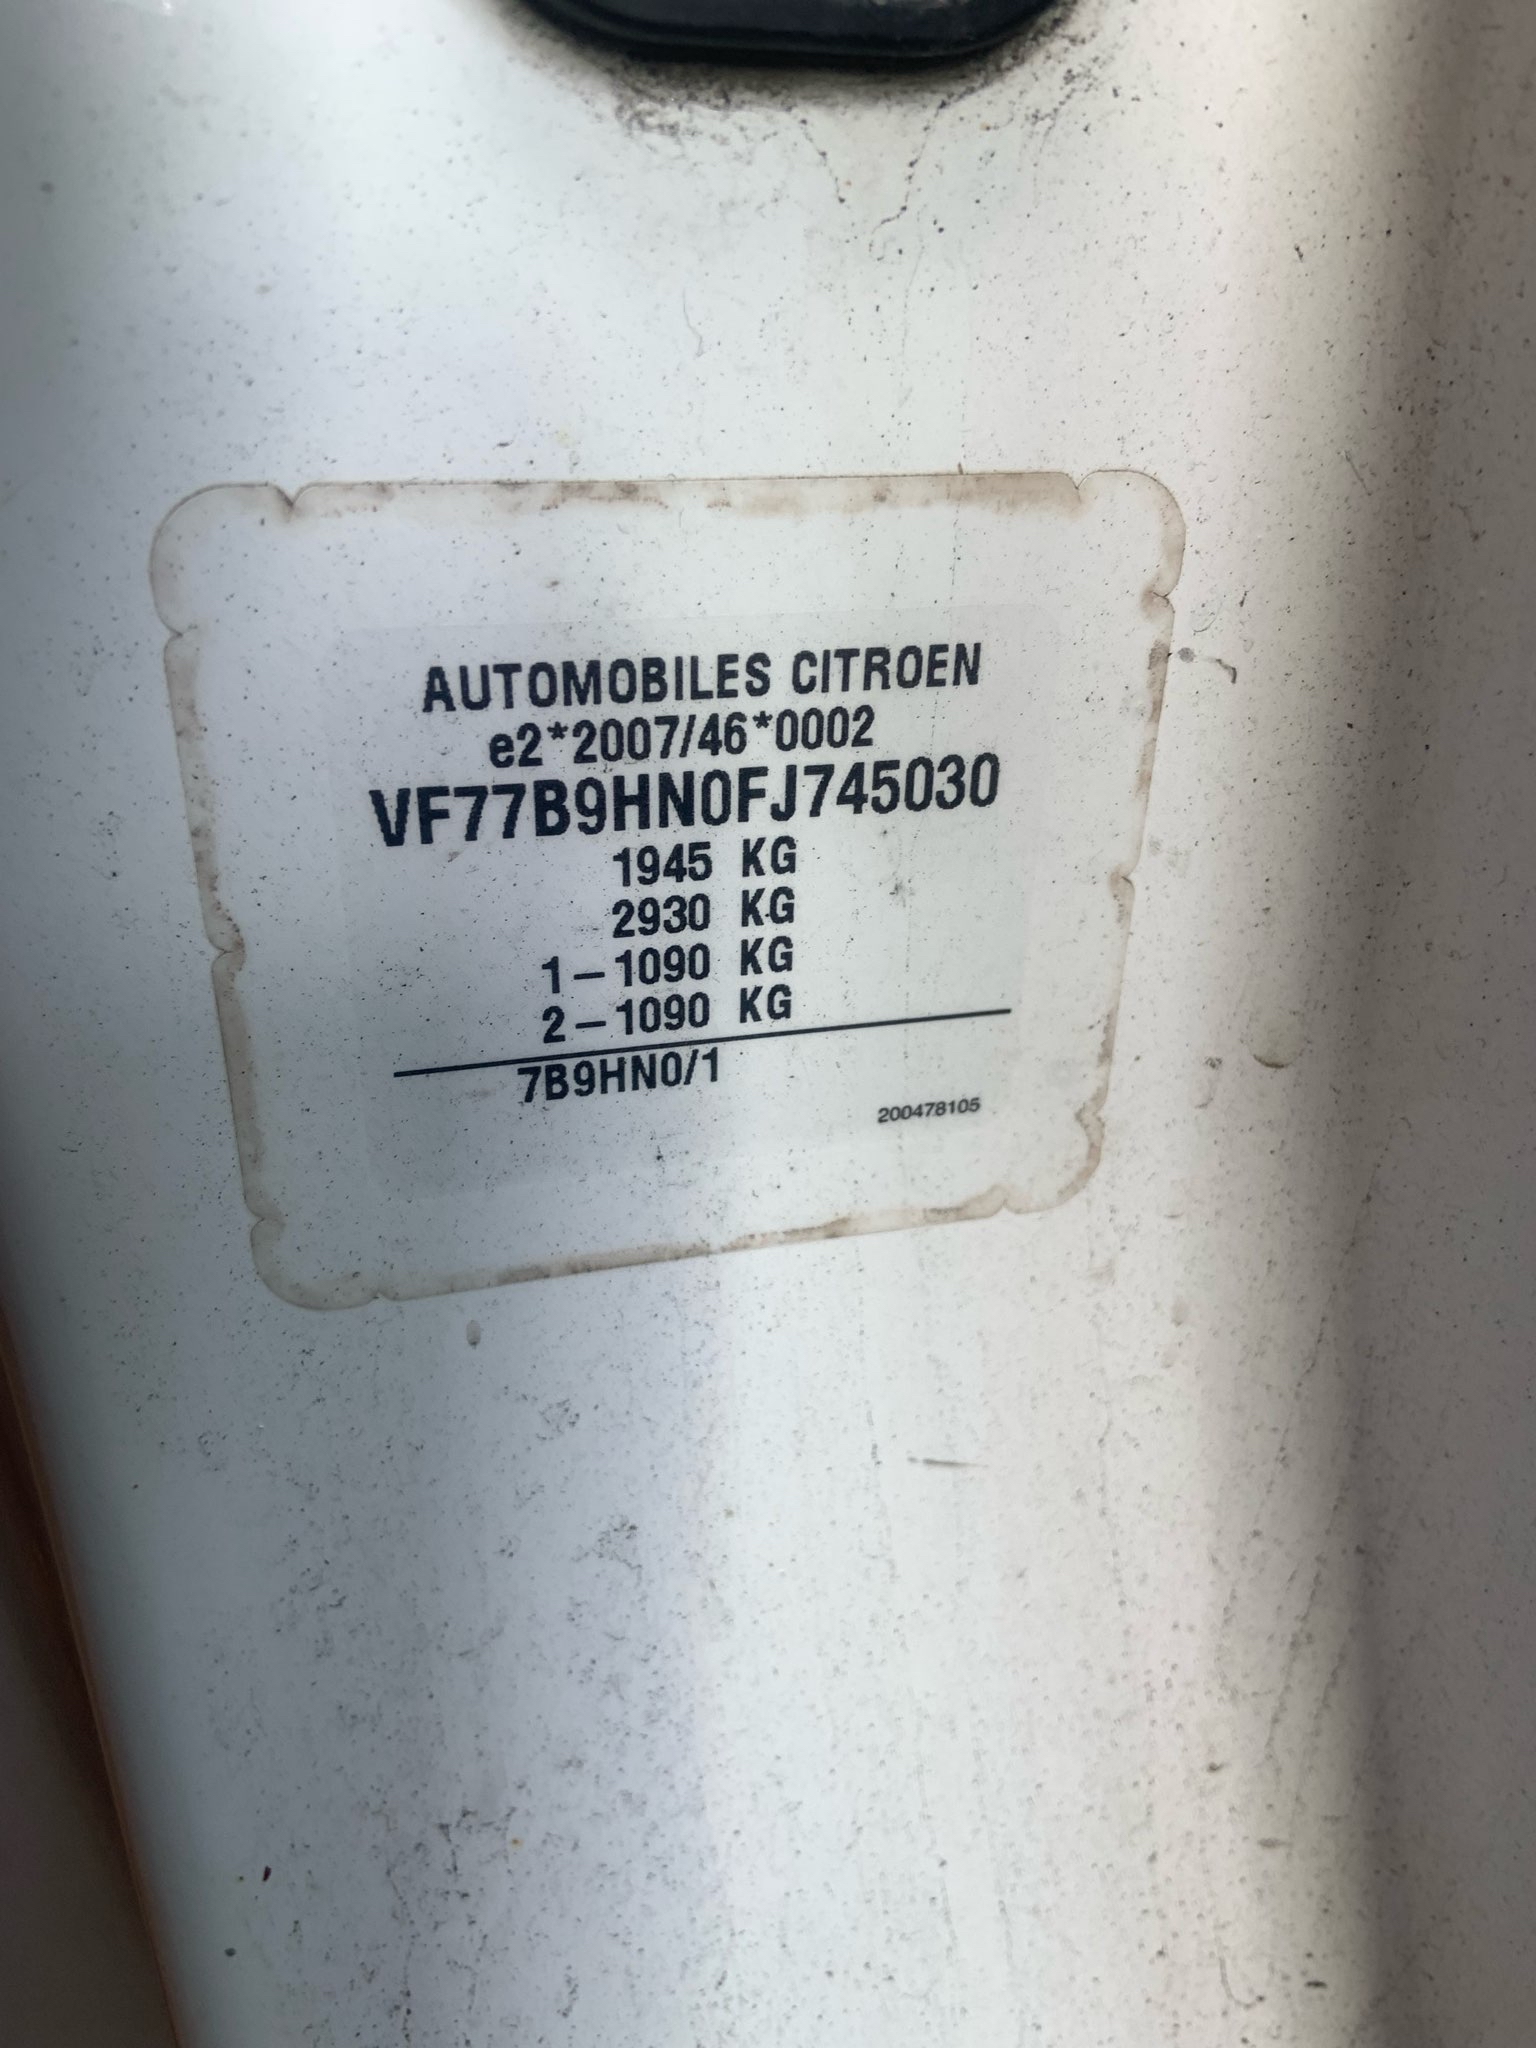 AUTOMOBILES CITROEN
e2*2007/46*0002
VF77B9HN0FJ745030
1945 KG
2930 KG
1-1090 KG
2-1090 KG
7B9HN0/1
200478105